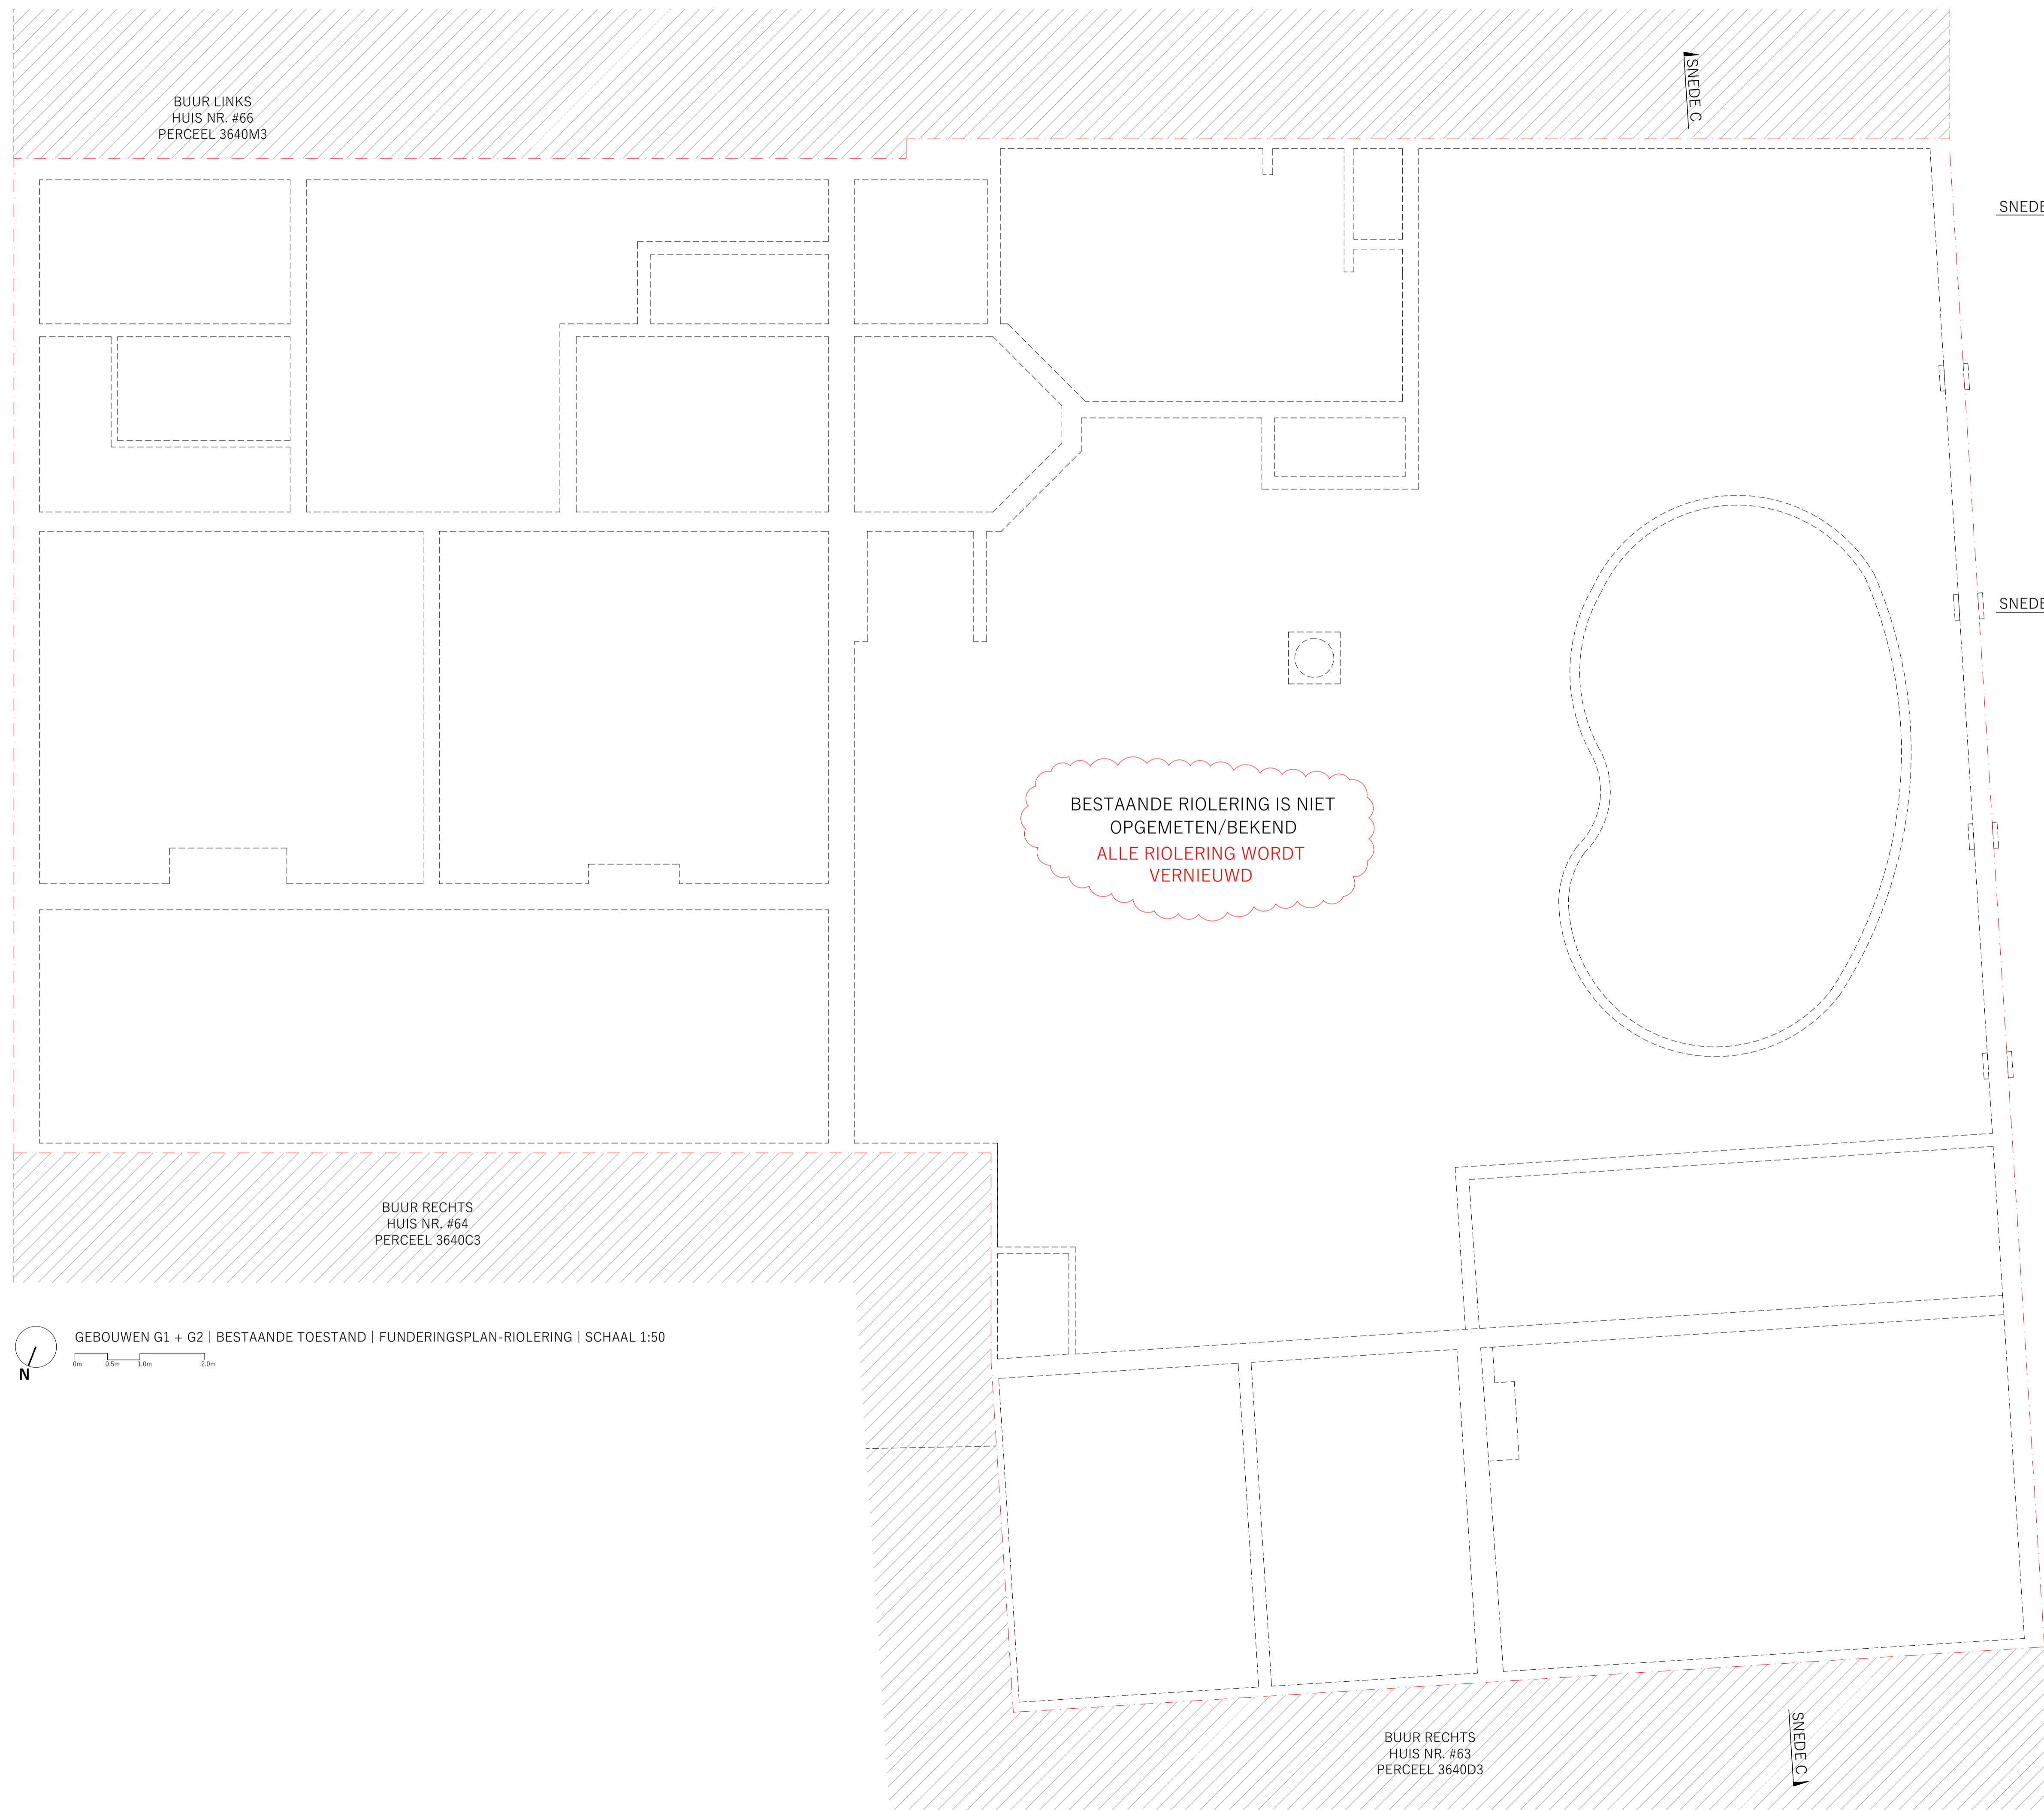 SNEDE C
BUUR LINKS
HUIS NR. #66
PERCEEL 3640M3
BESTAANDE RIOLERING IS NIET
OPGEMETEN/BEKEND
ALLE RIOLERING WORDT
VERNIEUWD
BUUR RECHTS
HUIS NR. #64
PERCEEL 3640C3
GEBOUWEN G1 + G2 | BESTAANDE TOESTAND | FUNDERINGSPLAN-RIOLERING | SCHAAL 1:50
0m 0.5m 1.0m 2.0m
N
BUUR RECHTS
HUIS NR. #63
PERCEEL 3640D3
SNEDE C